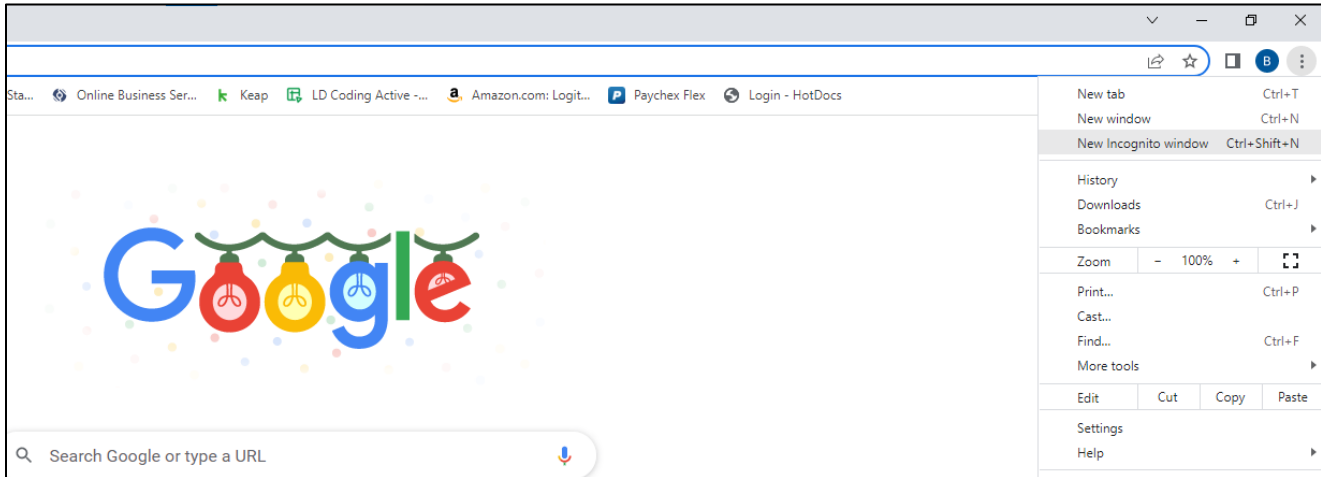 B
Sta... Online Business Ser... Keap LD Coding Active -... Amazon.com: Logit... Paychex Flex Login - HotDocs
New tab Ctrl+T
New window Ctrl+N
New Incognito window Ctrl+Shift+N
History
Downloads Ctrl+J
Bookmarks
Zoom - 100% +
Print... Ctrl+P
Cast...
Find... Ctrl+F
More tools
Edit Cut Copy Paste
Settings
Help
Google
Search Google or type a URL